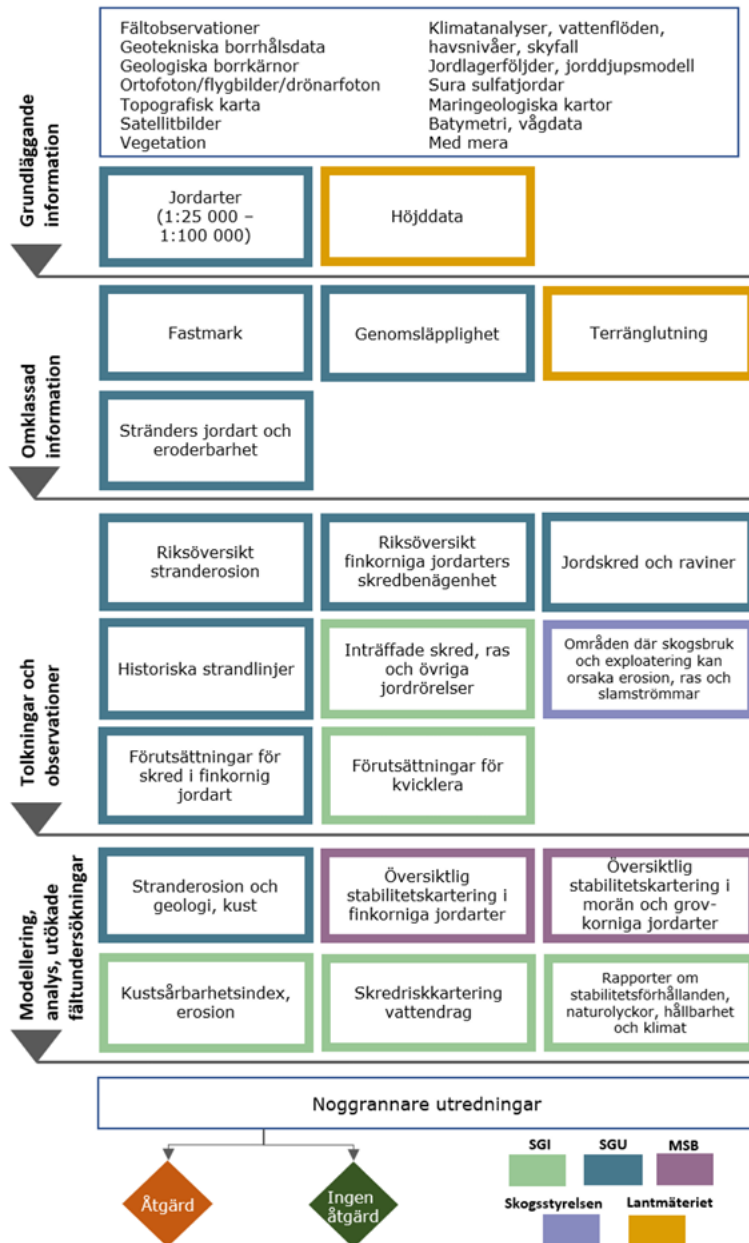 Grundläggande
information
Fältobservationer
Geotekniska borrhålsdata
Geologiska borrkärnor
Ortofoton/flygbilder/drönarfoton
Topografisk karta
Satellitbilder
Vegetation
Klimatanalyser, vattenflöden,
havsnivåer, skyfall
Jordlagerföljder, jorddjupsmodell
Sura sulfatjordar
Maringeologiska kartor
Batymetri, vågdata
Med mera
Jordarter
(1:25 000 –
1:100 000)
Höjddata
Omklassad
information
Fastmark
Genomsläpplighet
Terränglutning
Stränders jordart och
eroderbarhet
Tolkningar och
observationer
Riksöversikt
stranderosion
Riksöversikt
finkorniga jordarters
skredbenägenhet
Jordskred och raviner
Historiska strandlinjer
Inträffade skred, ras
och övriga
jordrörelser
Områden där skogsbruk
och exploatering kan
orsaka erosion, ras och
slamströmmar
Förutsättningar för
skred i finkornig
jordart
Förutsättningar för
kvicklera
Modellering,
analys, utökade
fältundersökningar
Stranderosion och
geologi, kust
Översiktlig
stabilitetskartering i
finkorniga jordarter
Översiktlig
stabilitetskartering i
morän och grov-
korniga jordarter
Kustsårbarhetsindex,
erosion
Skredriskkartering
vattendrag
Rapporter om
stabilitetsförhållanden,
naturolyckor, hållbarhet
och klimat
Noggrannare utredningar
Åtgärd
Ingen
åtgärd
SGI
SGU
MSB
Skogsstyrelsen
Lantmäteriet